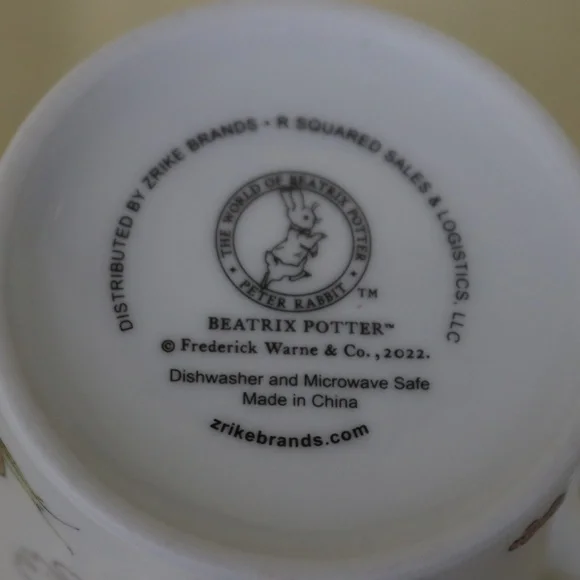 DISTRIBUTED BY ZRIKE BRANDS - R SQUARED SALES & LOGISTICS, LLC
THE WORLD OF BEATRIX POTTER
• PETER RABBIT •
TM
BEATRIX POTTER™
© Frederick Warne & Co., 2022.
Dishwasher and Microwave Safe
Made in China
zrikebrands.com